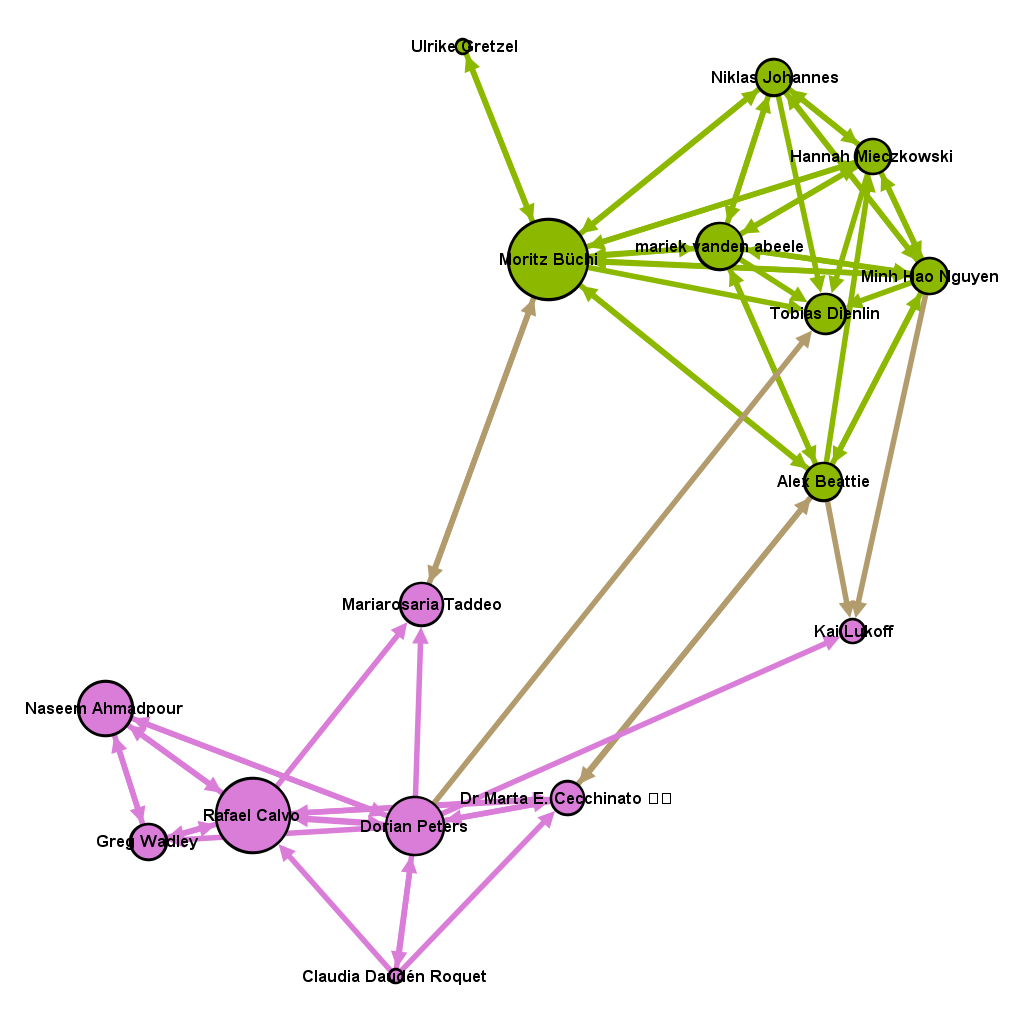 Ulrike Gretzel
Niklas Johannes
Hannah Mieczkowski
mariek vanden abeele
Moritz Büchi
Minh Hao Nguyen
Tobias Dienlin
Alex Beattie
Mariarosaria Taddeo
Kai Lukoff
Naseem Ahmadpour
Dr Marta E. Cecchinato
Rafael Calvo
Dorian Peters
Greg Wadley
Claudia Daudén Roquet